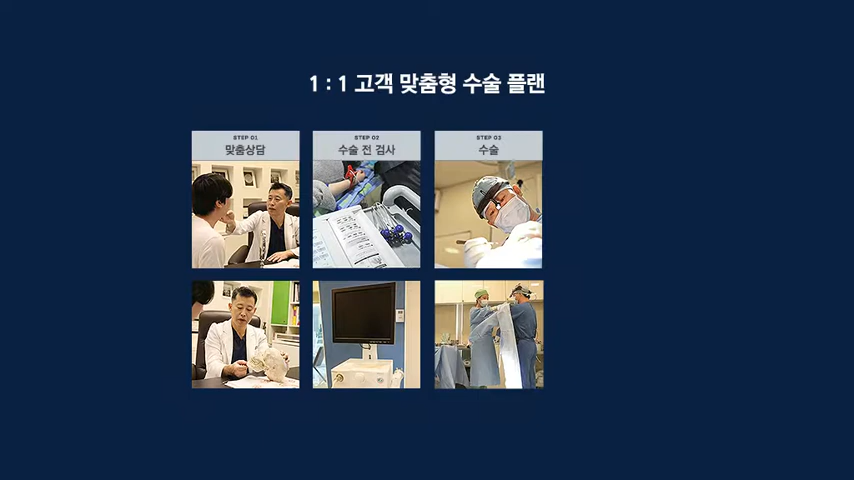 1 : 1 고객 맞춤형 수술 플랜
STEP 01
맞춤상담
STEP 02
수술 전 검사
STEP 03
수술